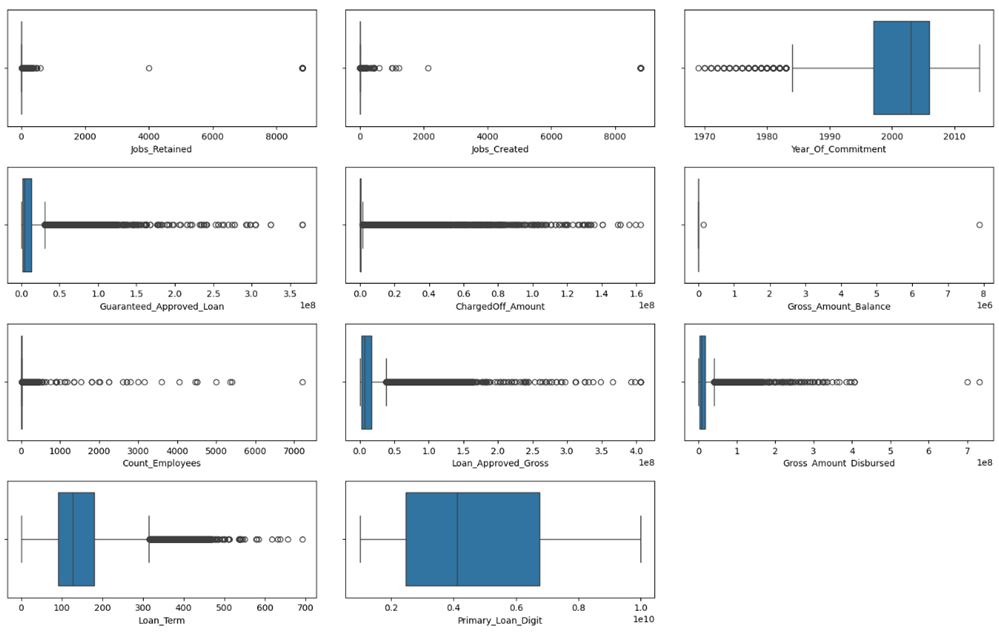 0 2000 4000 6000 8000
Jobs_Retained
0 2000 4000 6000 8000
Jobs_Created
1970 1980 1990 2000 2010
Year_Of_Commitment
0.0 0.5 1.0 1.5 2.0 2.5 3.0 3.5
1e8
Guaranteed_Approved_Loan
0.0 0.2 0.4 0.6 0.8 1.0 1.2 1.4 1.6
1e8
ChargedOff_Amount
0 1 2 3 4 5 6 7 8
1e6
Gross_Amount_Balance
0 1000 2000 3000 4000 5000 6000 7000
Count_Employees
0.0 0.5 1.0 1.5 2.0 2.5 3.0 3.5 4.0
1e8
Loan_Approved_Gross
0 1 2 3 4 5 6 7
1e8
Gross_Amount_Disbursed
0 100 200 300 400 500 600 700
Loan_Term
0.2 0.4 0.6 0.8 1.0
1e10
Primary_Loan_Digit